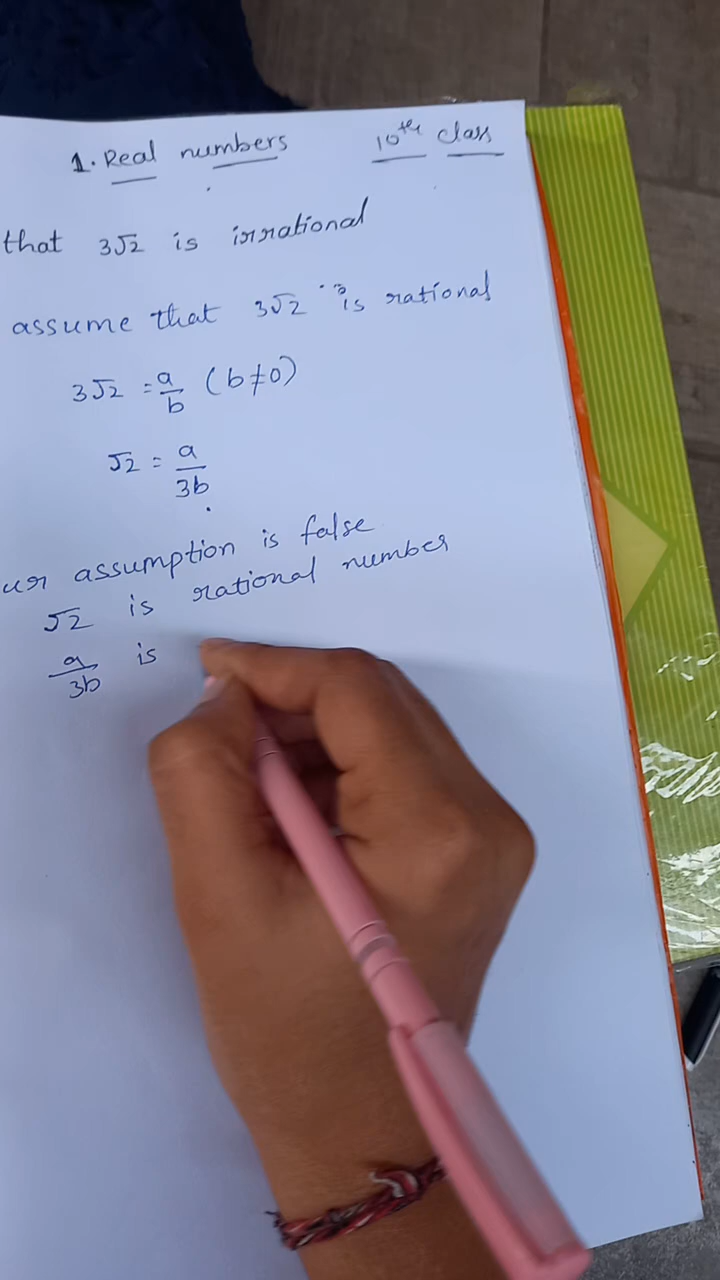 1. Real numbers 10th class
that 3√2 is irrational
assume that 3√2 is rational
3√2 = a/b (b≠0)
√2 = a/3b
ur assumption is false
√2 is rational number
a/3b is